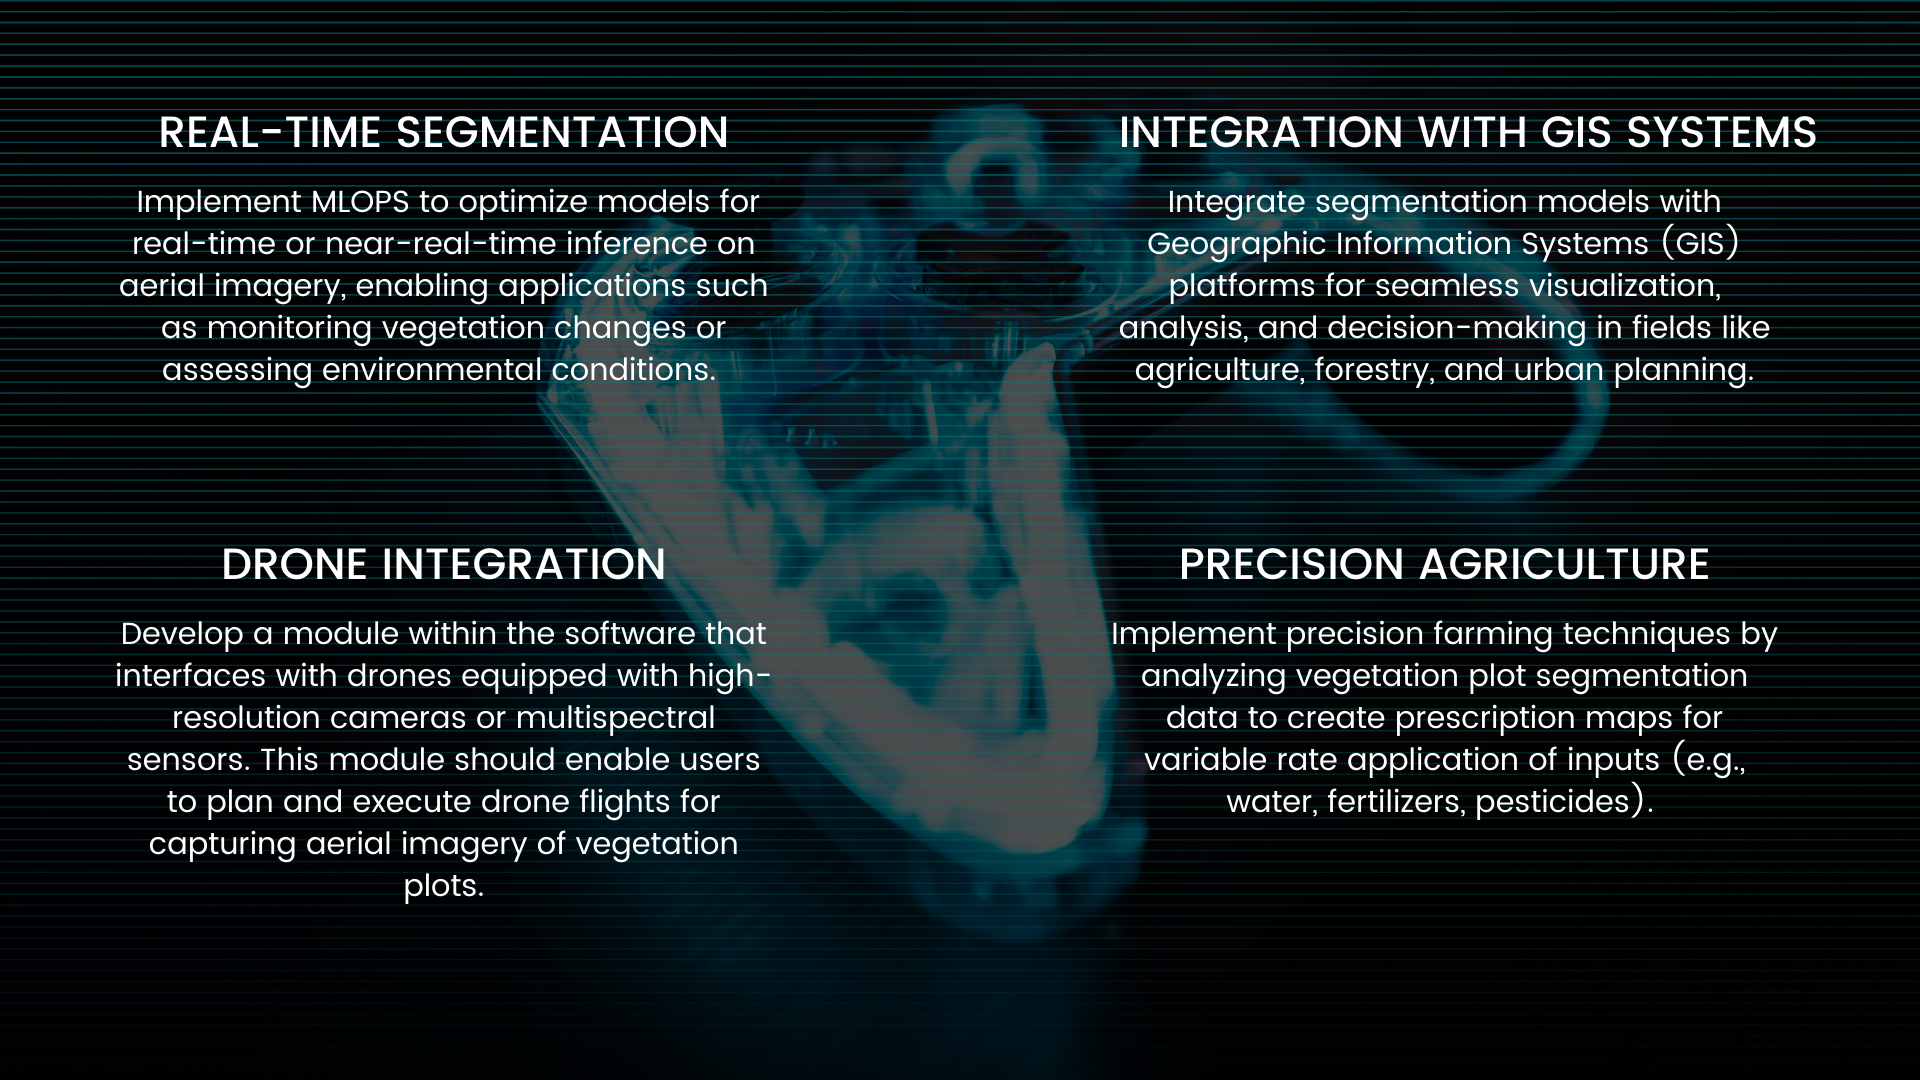 REAL-TIME SEGMENTATION
Implement MLOPS to optimize models for
real-time or near-real-time inference on
aerial imagery, enabling applications such
as monitoring vegetation changes or
assessing environmental conditions.
INTEGRATION WITH GIS SYSTEMS
Integrate segmentation models with
Geographic Information Systems (GIS)
platforms for seamless visualization,
analysis, and decision-making in fields like
agriculture, forestry, and urban planning.
DRONE INTEGRATION
Develop a module within the software that
interfaces with drones equipped with high-
resolution cameras or multispectral
sensors. This module should enable users
to plan and execute drone flights for
capturing aerial imagery of vegetation
plots.
PRECISION AGRICULTURE
Implement precision farming techniques by
analyzing vegetation plot segmentation
data to create prescription maps for
variable rate application of inputs (e.g.,
water, fertilizers, pesticides).